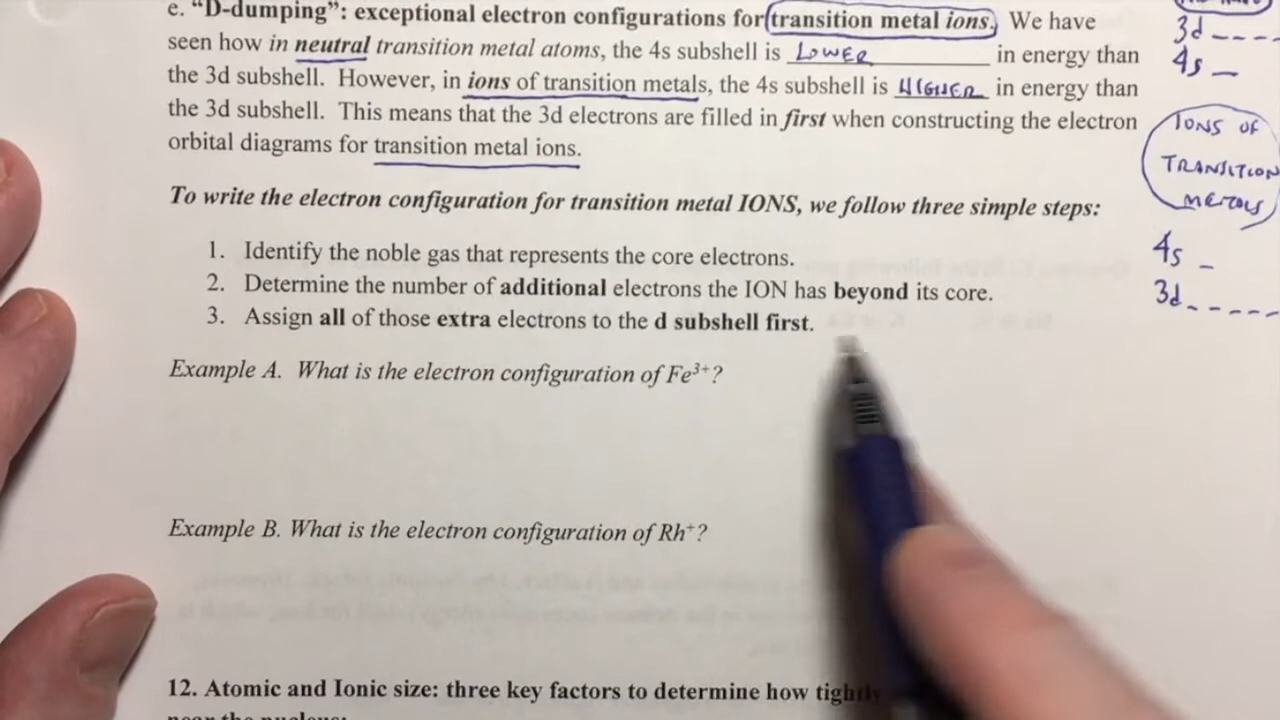 e. “D-dumping”: exceptional electron configurations for transition metal ions. We have
seen how in neutral transition metal atoms, the 4s subshell is LOWER in energy than
the 3d subshell. However, in ions of transition metals, the 4s subshell is HIGHER in energy than
the 3d subshell. This means that the 3d electrons are filled in first when constructing the electron
orbital diagrams for transition metal ions.
3d
4s
IONS OF
TRANSITION
METALS
4s
3d
To write the electron configuration for transition metal IONS, we follow three simple steps:
1. Identify the noble gas that represents the core electrons.
2. Determine the number of additional electrons the ION has beyond its core.
3. Assign all of those extra electrons to the d subshell first.
Example A. What is the electron configuration of Fe³⁺?
Example B. What is the electron configuration of Rh⁺?
12. Atomic and Ionic size: three key factors to determine how tightly
near the nucleus: